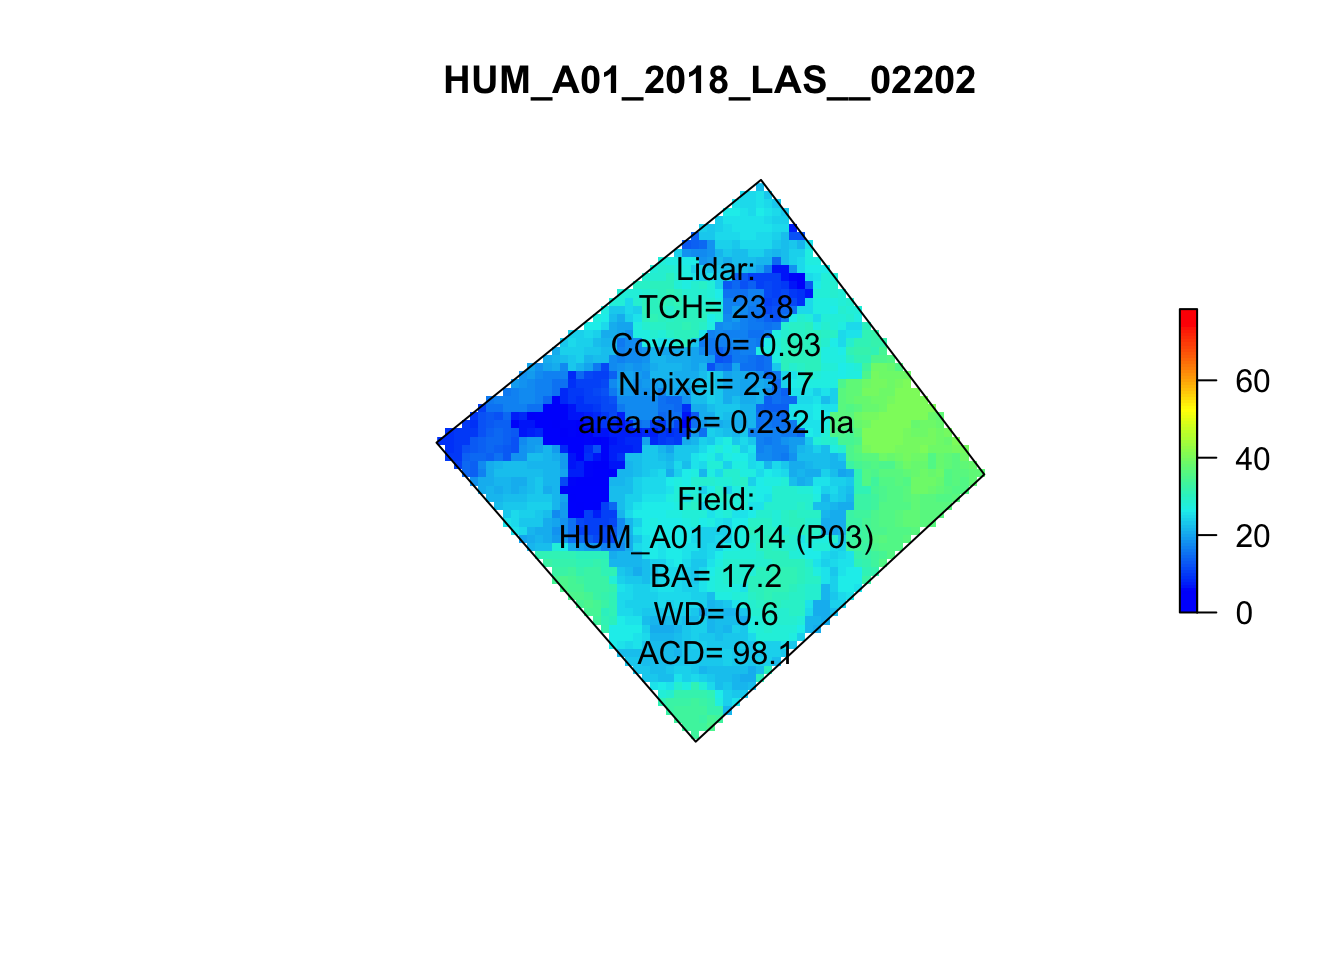 HUM_A01_2018_LAS__02202
Lidar:
TCH= 23.8
Cover10= 0.93
N.pixel= 2317
area.shp= 0.232 ha
Field:
HUM_A01 2014 (P03)
BA= 17.2
WD= 0.6
ACD= 98.1
60
40
20
0